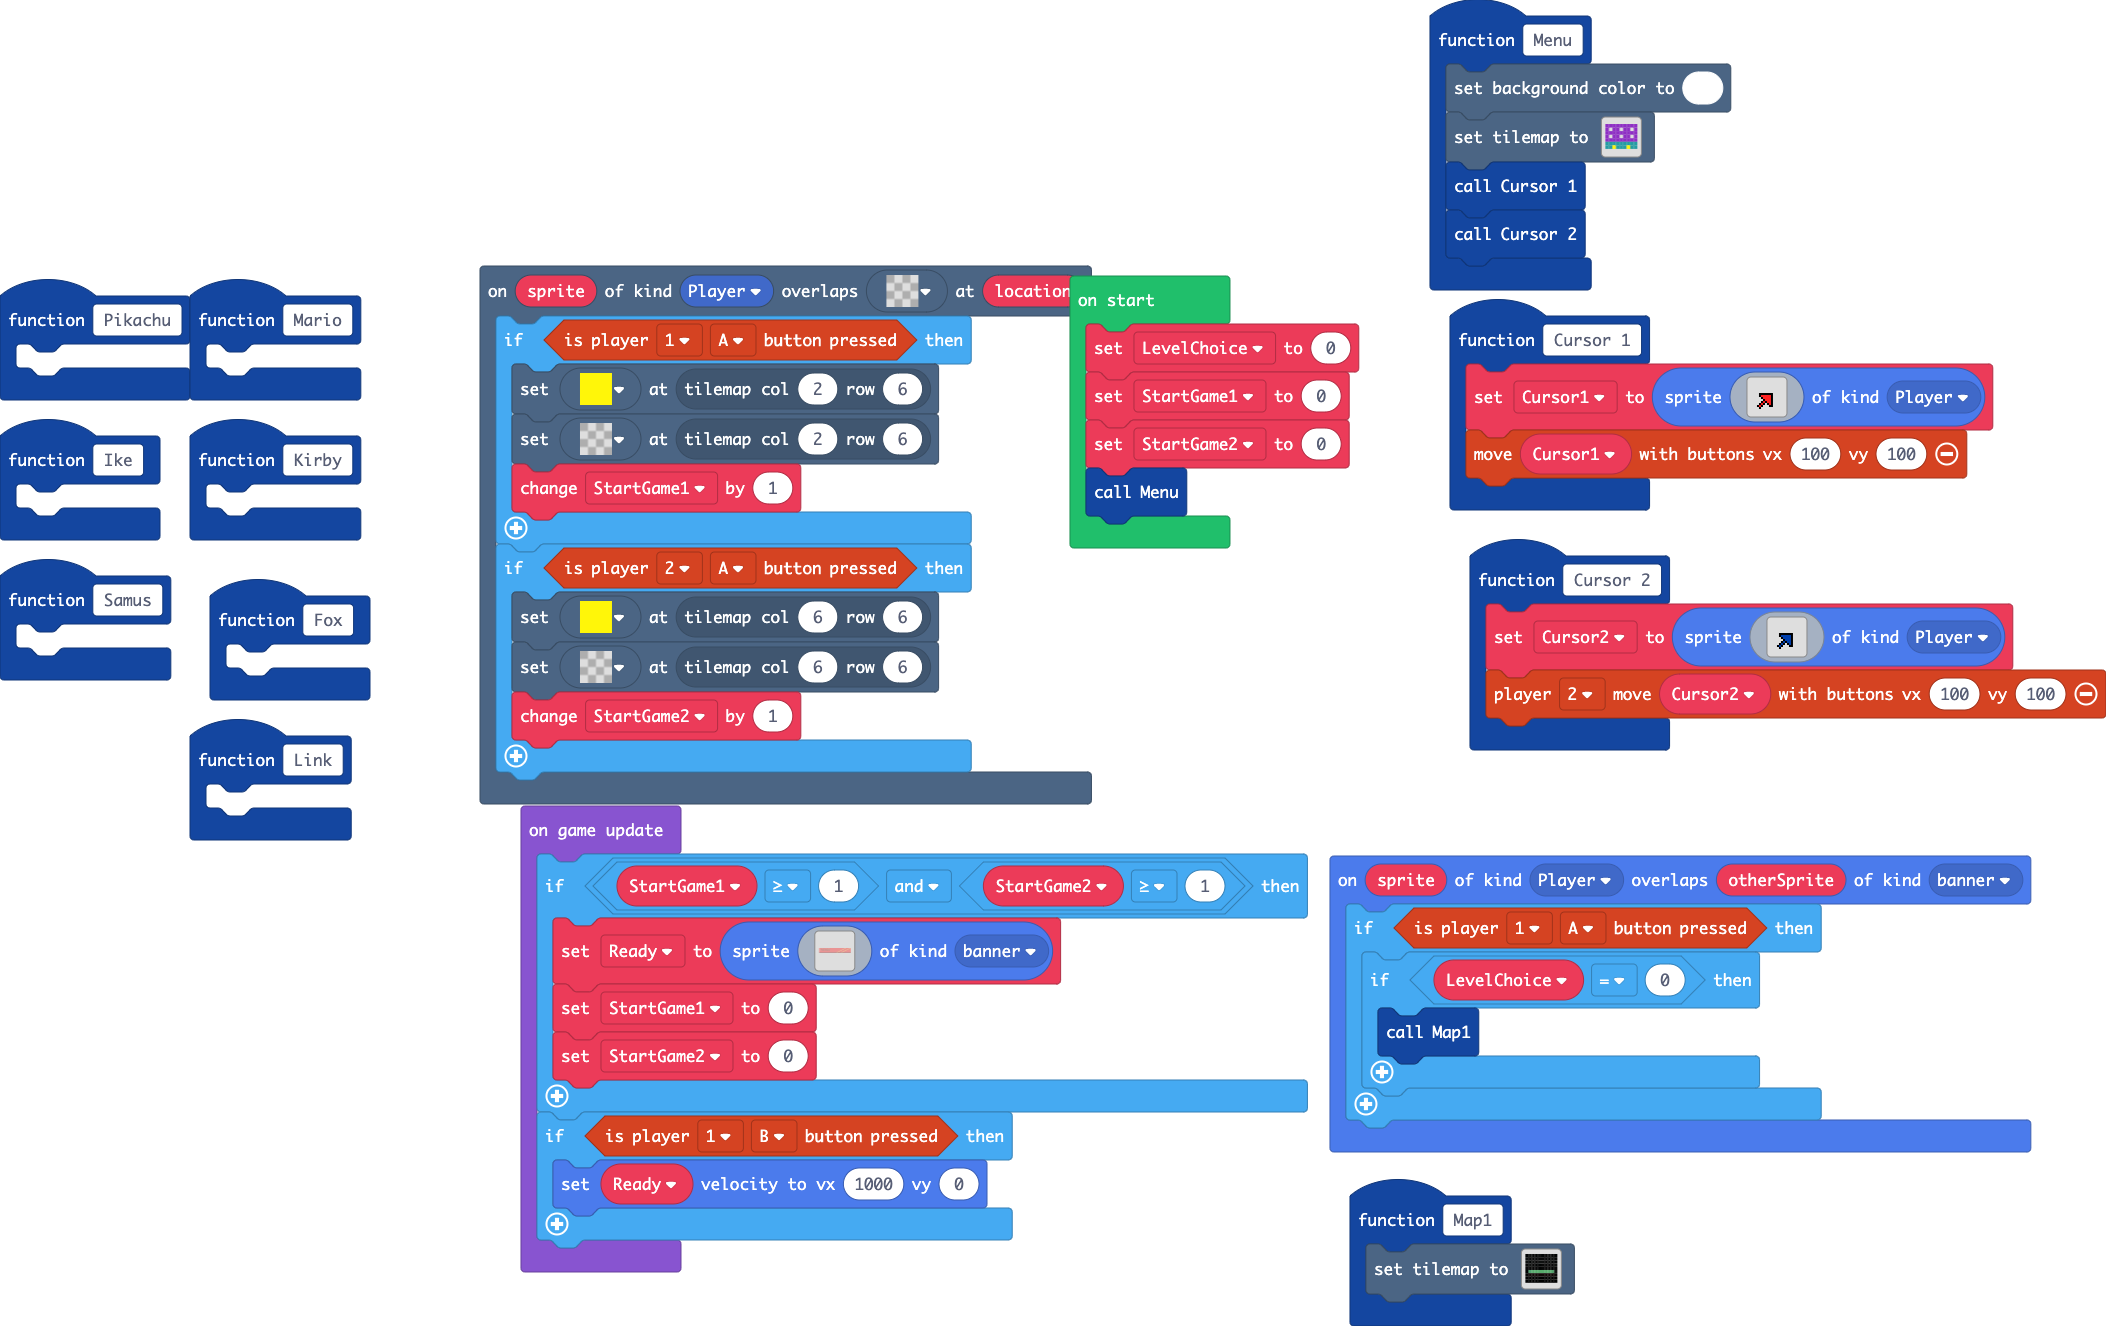 function Menu
set background color to
set tilemap to
call Cursor 1
call Cursor 2
function Pikachu
function Mario
function Ike
function Kirby
function Samus
function Fox
function Link
on sprite of kind Player overlaps at location
if is player 1 A button pressed then
set at tilemap col 2 row 6
set at tilemap col 2 row 6
change StartGame1 by 1
if is player 2 A button pressed then
set at tilemap col 6 row 6
set at tilemap col 6 row 6
change StartGame2 by 1
on start
set LevelChoice to 0
set StartGame1 to 0
set StartGame2 to 0
call Menu
function Cursor 1
set Cursor1 to sprite of kind Player
move Cursor1 with buttons vx 100 vy 100
function Cursor 2
set Cursor2 to sprite of kind Player
player 2 move Cursor2 with buttons vx 100 vy 100
on game update
if StartGame1 ≥ 1 and StartGame2 ≥ 1 then
set Ready to sprite of kind banner
set StartGame1 to 0
set StartGame2 to 0
if is player 1 B button pressed then
set Ready velocity to vx 1000 vy 0
on sprite of kind Player overlaps otherSprite of kind banner
if is player 1 A button pressed then
if LevelChoice = 0 then
call Map1
function Map1
set tilemap to